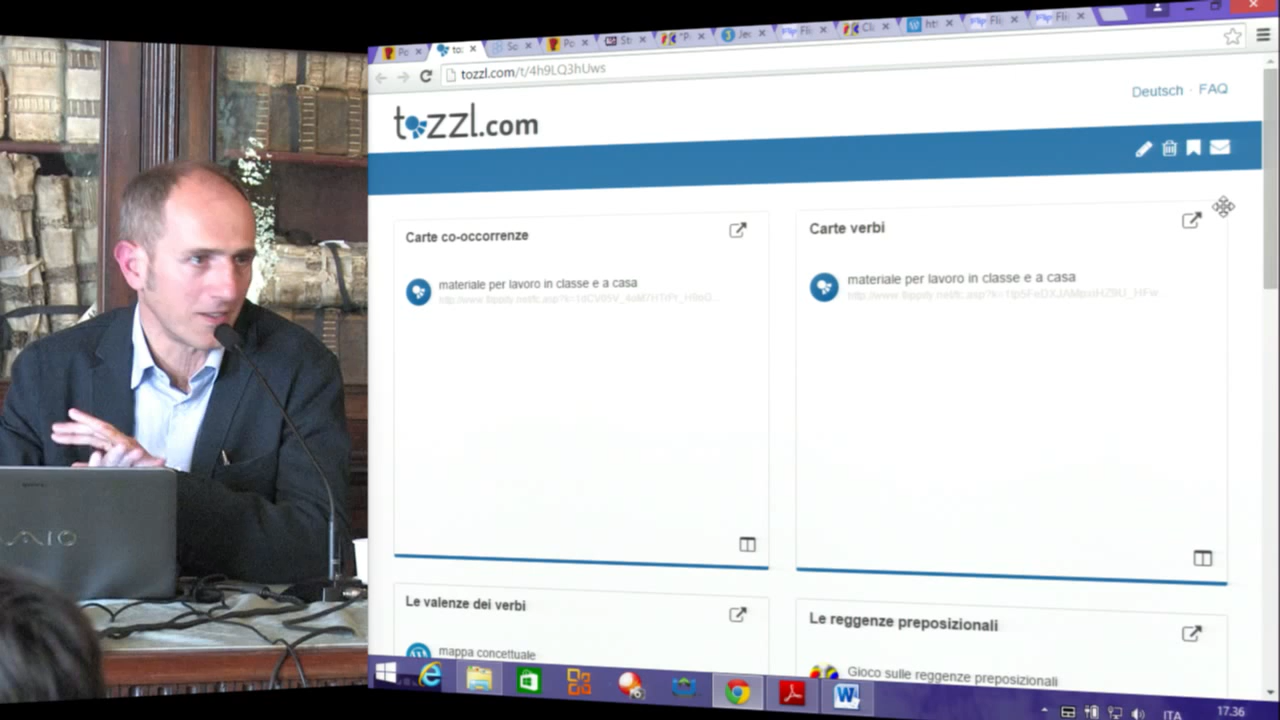 tozzl.com/t/4h9LQ3hUws
Deutsch · FAQ
tozzl.com
Carte co-occorrenze
materiale per lavoro in classe e a casa
Carte verbi
materiale per lavoro in classe e a casa
Le valenze dei verbi
mappa concettuale
Le reggenze preposizionali
Gioco sulle reggenze preposizionali
VAIO
ITA
17.36